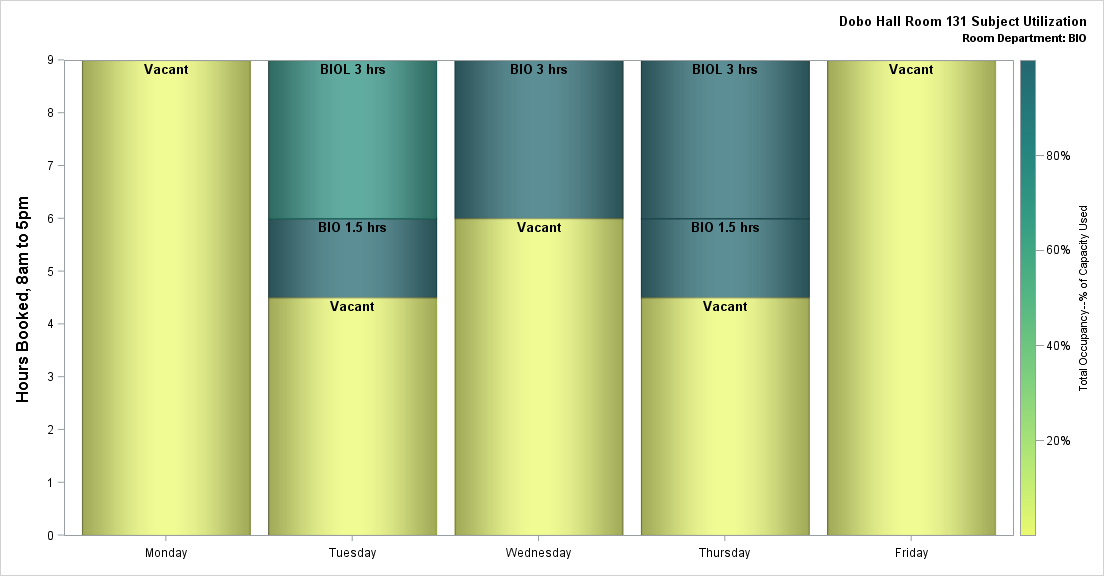 Dobo Hall Room 131 Subject Utilization
Room Department: BIO
Hours Booked, 8am to 5pm
9
8
7
6
5
4
3
2
1
0
Vacant
BIOL 3 hrs
BIO 1.5 hrs
Vacant
BIO 3 hrs
Vacant
BIOL 3 hrs
BIO 1.5 hrs
Vacant
Vacant
Monday
Tuesday
Wednesday
Thursday
Friday
80%
60%
40%
20%
Total Occupancy--% of Capacity Used